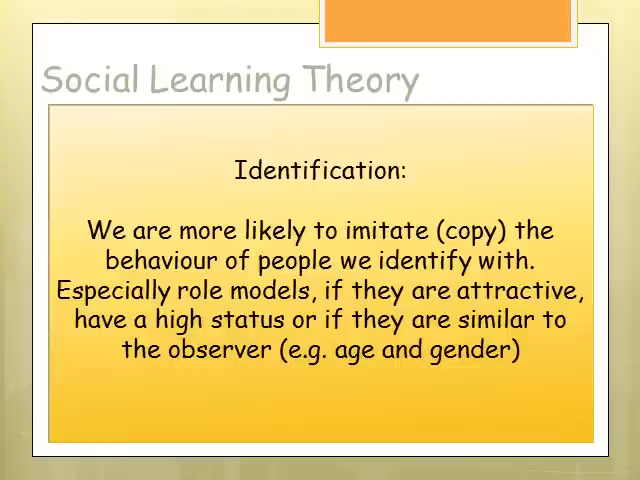 Social Learning Theory
Identification:
We are more likely to imitate (copy) the
behaviour of people we identify with.
Especially role models, if they are attractive,
have a high status or if they are similar to
the observer (e.g. age and gender)